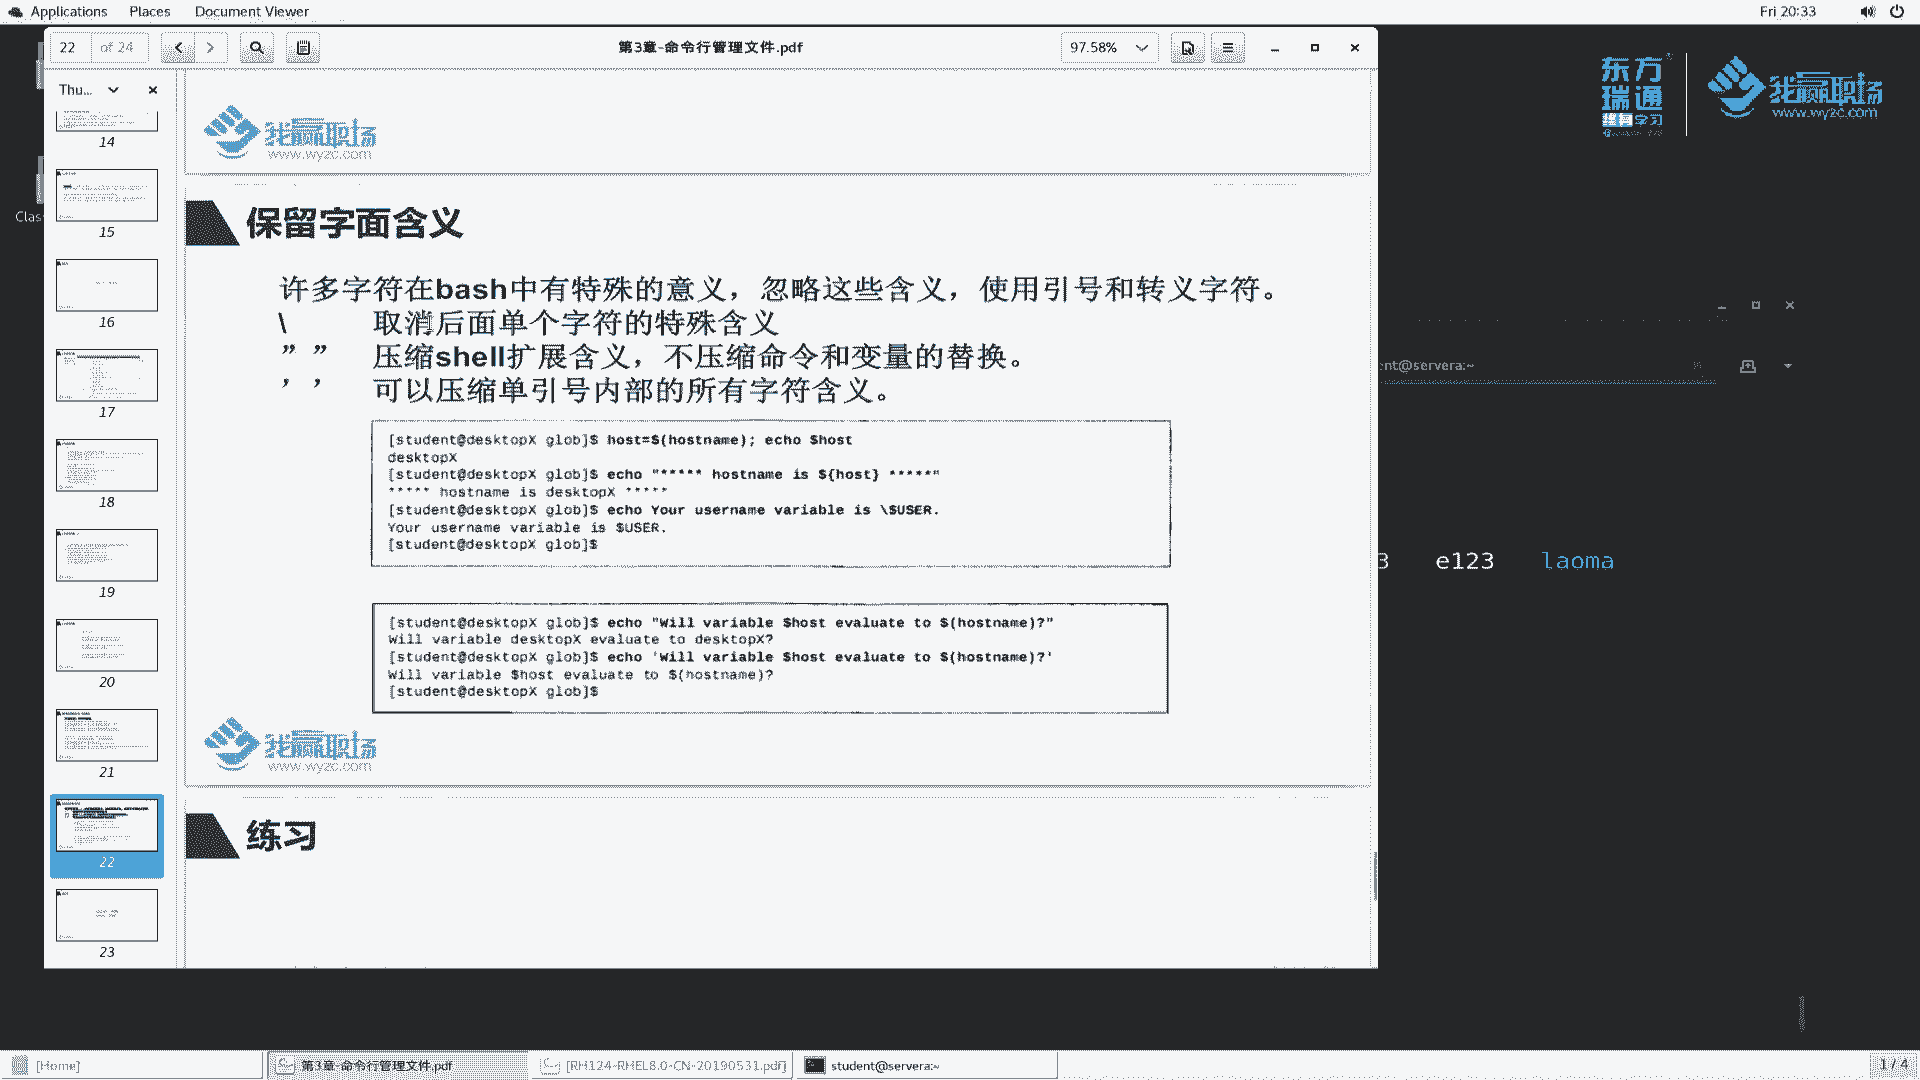 Applications Places Document Viewer
Fri 20:33
22 of 24
第3章-命令行管理文件.pdf
97.58%
Thu...
14
15
16
17
18
19
20
21
22
23
我赢职场
www.wyzc.com
保留字面含义
许多字符在bash中有特殊的意义，忽略这些含义，使用引号和转义字符。
\ 取消后面单个字符的特殊含义
” ” 压缩shell扩展含义，不压缩命令和变量的替换。
’ ’ 可以压缩单引号内部的所有字符含义。
[student@desktopX glob]$ host=$(hostname); echo $host
desktopX
[student@desktopX glob]$ echo "***** hostname is ${host} *****"
***** hostname is desktopX *****
[student@desktopX glob]$ echo Your username variable is \$USER.
Your username variable is $USER.
[student@desktopX glob]$
[student@desktopX glob]$ echo "Will variable $host evaluate to $(hostname)?"
Will variable desktopX evaluate to desktopX?
[student@desktopX glob]$ echo 'Will variable $host evaluate to $(hostname)?'
Will variable $host evaluate to $(hostname)?
[student@desktopX glob]$
我赢职场
www.wyzc.com
练习
东方
瑞通
终身学习
我赢职场
www.wyzc.com
Clas
ent@servera:~
3 e123 laoma
[Home]
第3章-命令行管理文件.pdf
[RH124-RHEL8.0-CN-20190531.pdf]
student@servera:~
1 / 4